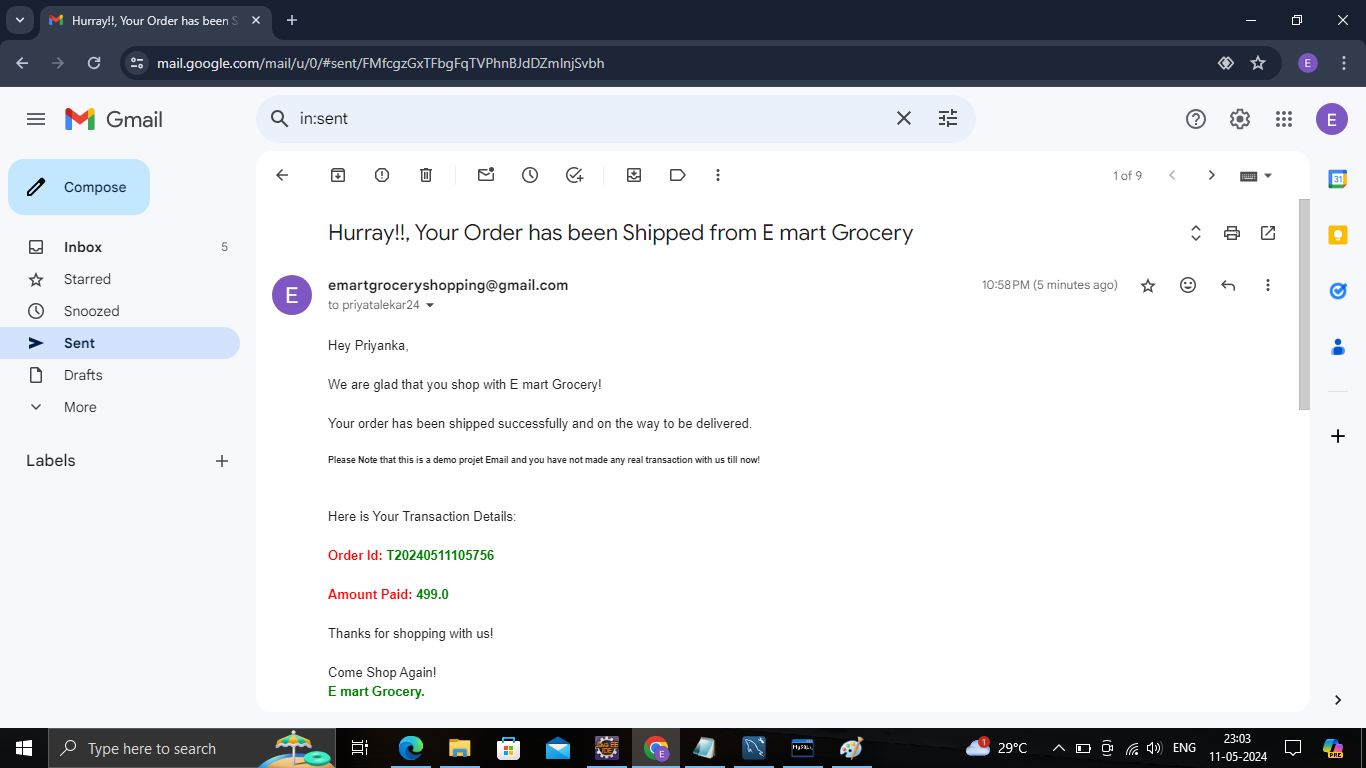 Hurray!!, Your Order has been S
mail.google.com/mail/u/0/#sent/FMfcgzGxTFbgFqTVPhnBJdDZmInjSvbh
E
Gmail
in:sent
E
Compose
1 of 9
31
Inbox 5
Starred
Snoozed
Sent
Drafts
More
Labels
Hurray!!, Your Order has been Shipped from E mart Grocery
E
emartgroceryshopping@gmail.com
10:58 PM (5 minutes ago)
to priyatalekar24
Hey Priyanka,
We are glad that you shop with E mart Grocery!
Your order has been shipped successfully and on the way to be delivered.
Please Note that this is a demo projet Email and you have not made any real transaction with us till now!
Here is Your Transaction Details:
Order Id: T20240511105756
Amount Paid: 499.0
Thanks for shopping with us!
Come Shop Again!
E mart Grocery.
Type here to search
E
MySQL
1
29°C
ENG
23:03
11-05-2024
PRE